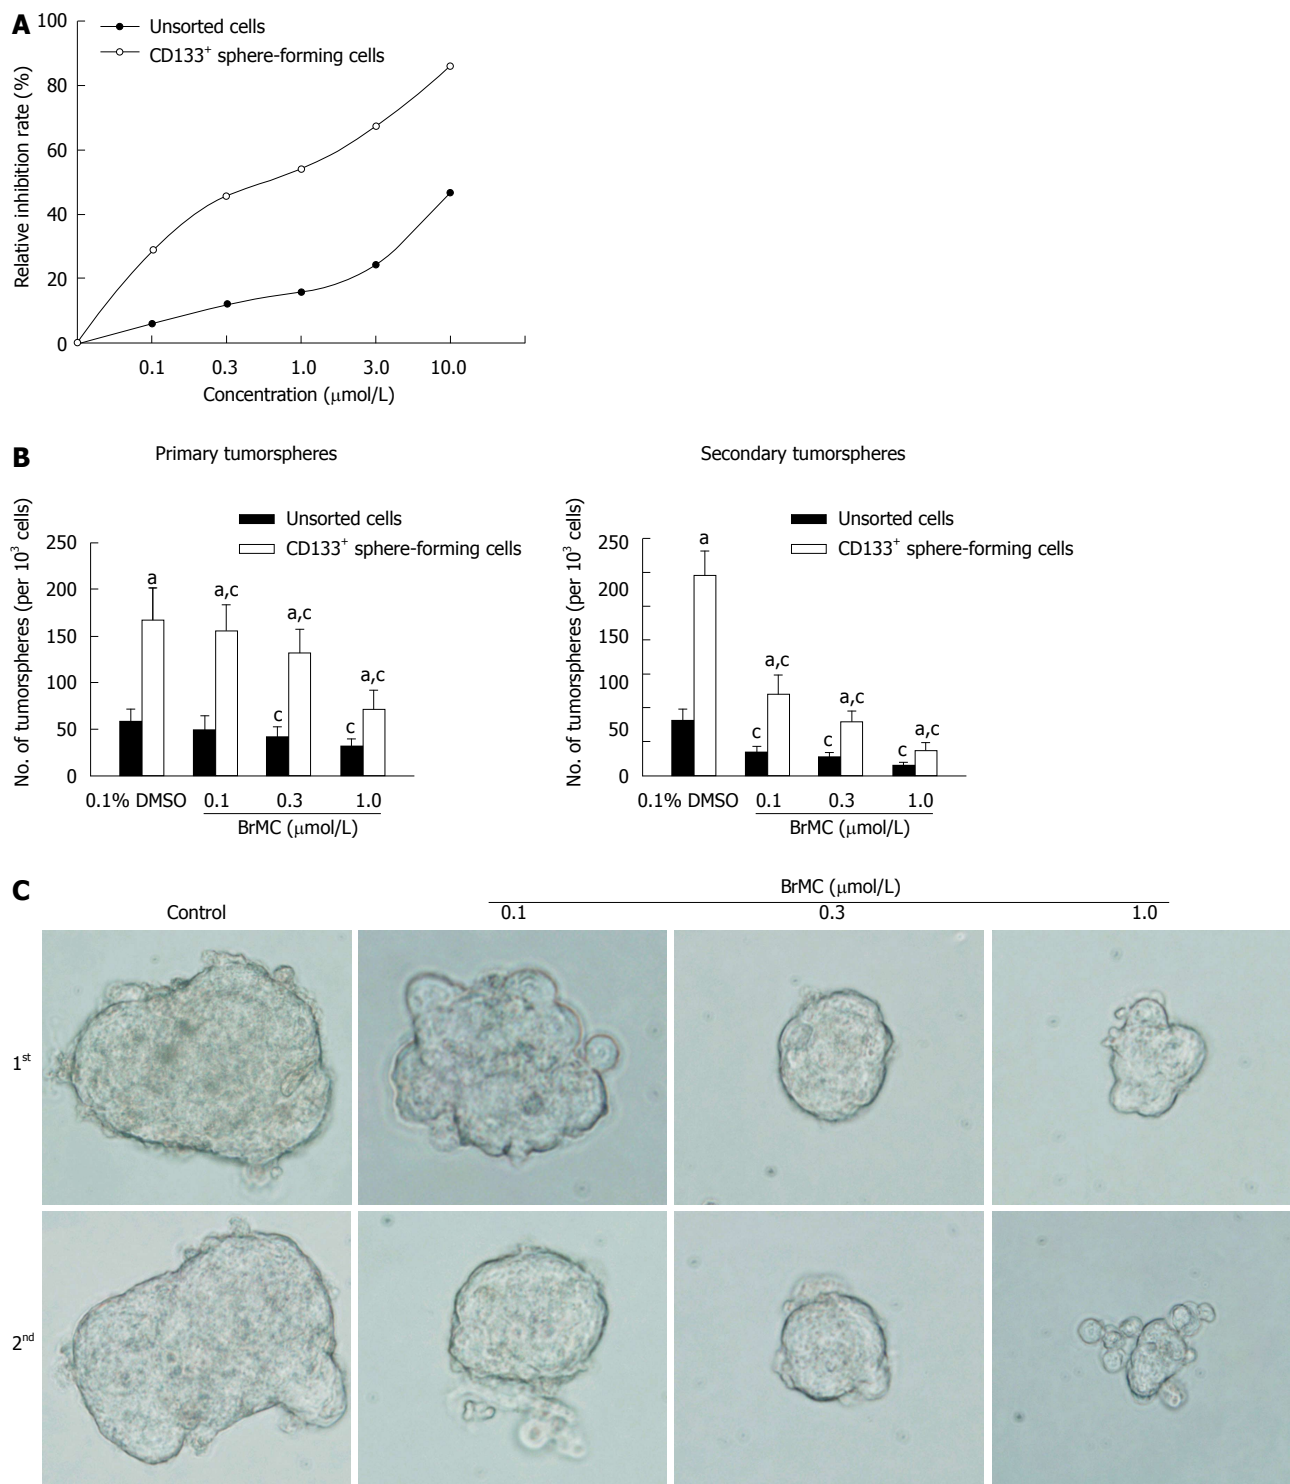 A
Unsorted cells
CD133⁺ sphere-forming cells
Relative inhibition rate (%)
100
80
60
40
20
0
0.1 0.3 1.0 3.0 10.0
Concentration (μmol/L)
B
Primary tumorspheres
Unsorted cells
CD133⁺ sphere-forming cells
No. of tumorspheres (per 10³ cells)
250
200
150
100
50
0
a
a,c
a,c
c
a,c
c
0.1% DMSO 0.1 0.3 1.0
BrMC (μmol/L)
Secondary tumorspheres
Unsorted cells
CD133⁺ sphere-forming cells
No. of tumorspheres (per 10³ cells)
250
200
150
100
50
0
a
a,c
c
a,c
c
a,c
c
0.1% DMSO 0.1 0.3 1.0
BrMC (μmol/L)
C
BrMC (μmol/L)
Control 0.1 0.3 1.0
1ˢᵗ
2ⁿᵈ